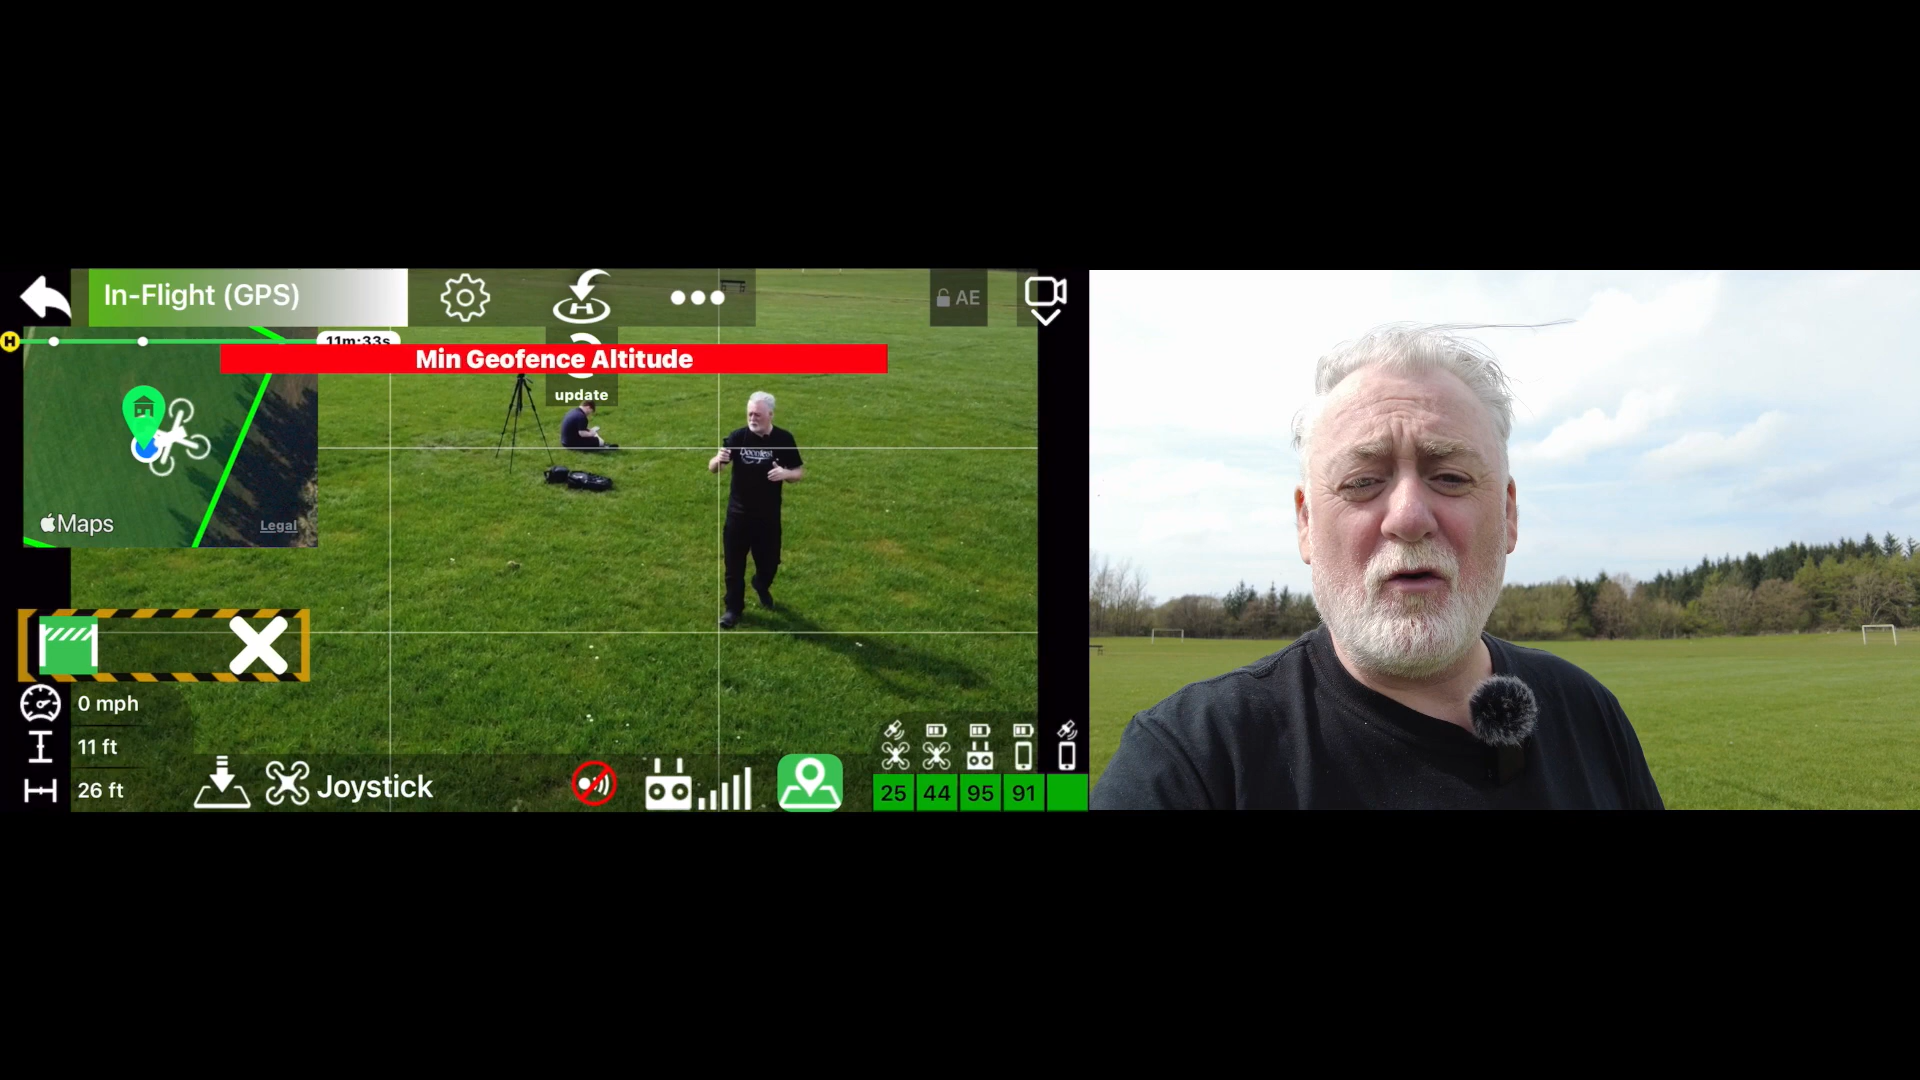 In-Flight (GPS)
AE
H
11m:33s
Min Geofence Altitude
update
Maps
Legal
0 mph
11 ft
26 ft
Joystick
25 44 95 91